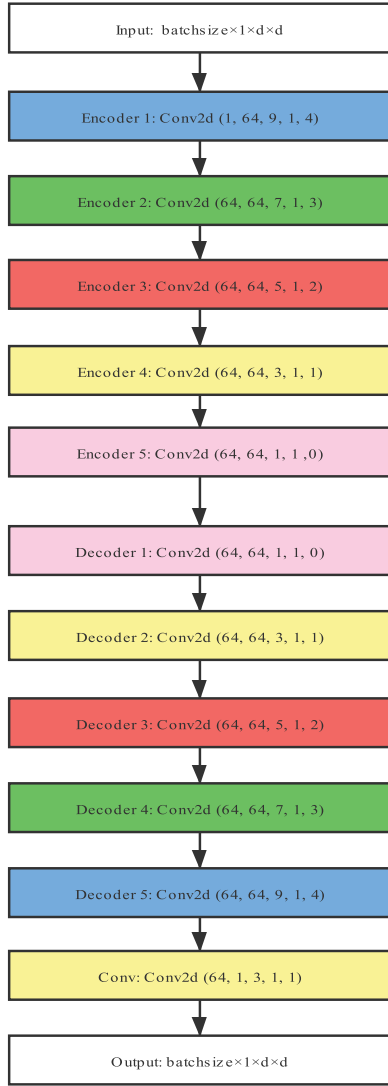 Input: batchsize×1×d×d
Encoder 1: Conv2d (1, 64, 9, 1, 4)
Encoder 2: Conv2d (64, 64, 7, 1, 3)
Encoder 3: Conv2d (64, 64, 5, 1, 2)
Encoder 4: Conv2d (64, 64, 3, 1, 1)
Encoder 5: Conv2d (64, 64, 1, 1 ,0)
Decoder 1: Conv2d (64, 64, 1, 1, 0)
Decoder 2: Conv2d (64, 64, 3, 1, 1)
Decoder 3: Conv2d (64, 64, 5, 1, 2)
Decoder 4: Conv2d (64, 64, 7, 1, 3)
Decoder 5: Conv2d (64, 64, 9, 1, 4)
Conv: Conv2d (64, 1, 3, 1, 1)
Output: batchsize×1×d×d